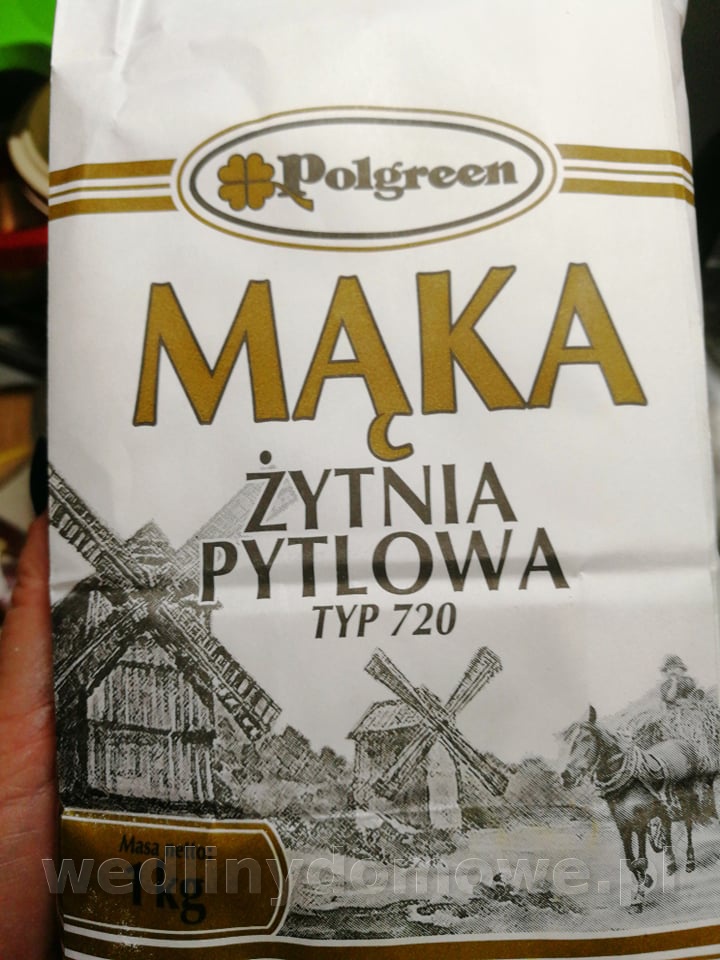 Polgreen
MĄKA
ŻYTNIA
PYTLOWA
TYP 720
Masa netto:
1 kg
wedlinydomowe.pl